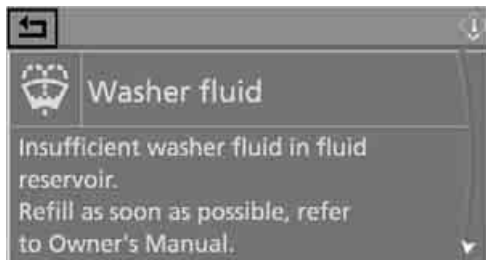 Washer fluid
Insufficient washer fluid in fluid
reservoir.
Refill as soon as possible, refer
to Owner's Manual.